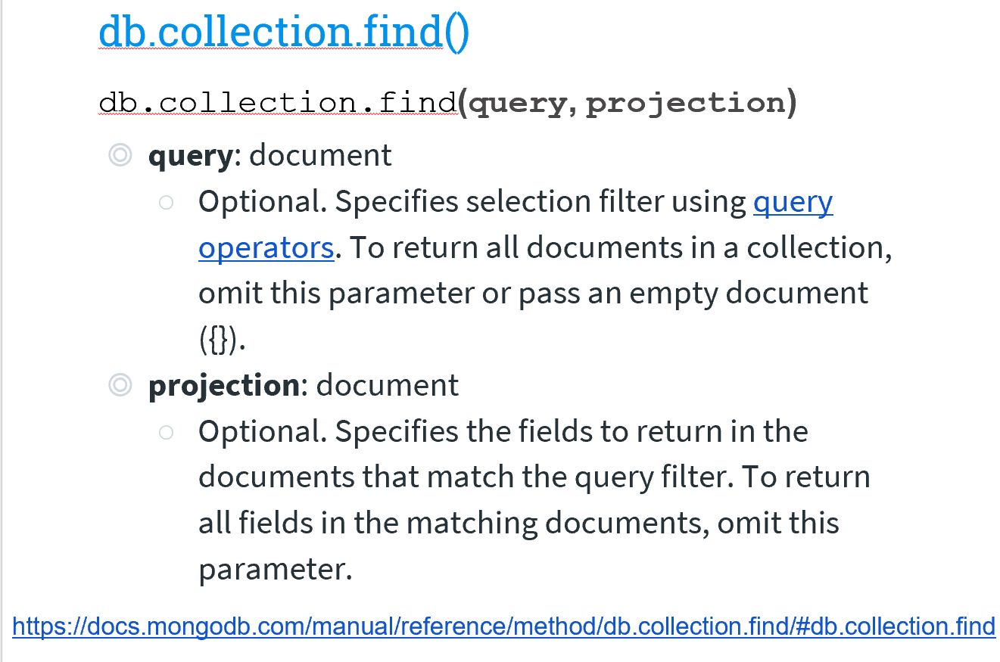 db.collection.find()
db.collection.find(query, projection)
query: document
Optional. Specifies selection filter using query
operators. To return all documents in a collection,
omit this parameter or pass an empty document
({}).
projection: document
Optional. Specifies the fields to return in the
documents that match the query filter. To return
all fields in the matching documents, omit this
parameter.
https://docs.mongodb.com/manual/reference/method/db.collection.find/#db.collection.find